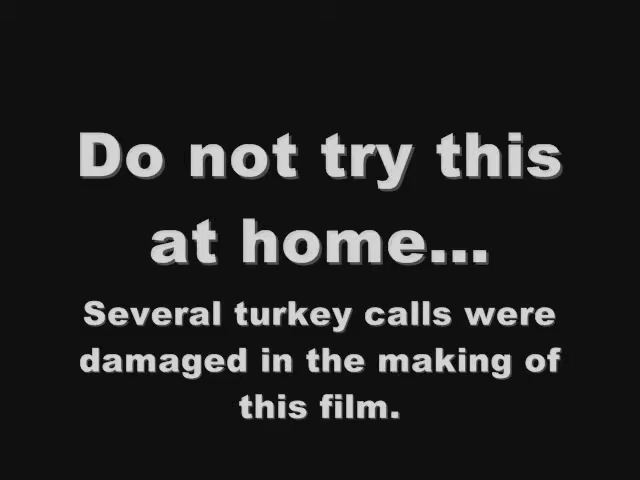 Do not try this
at home...
Several turkey calls were
damaged in the making of
this film.